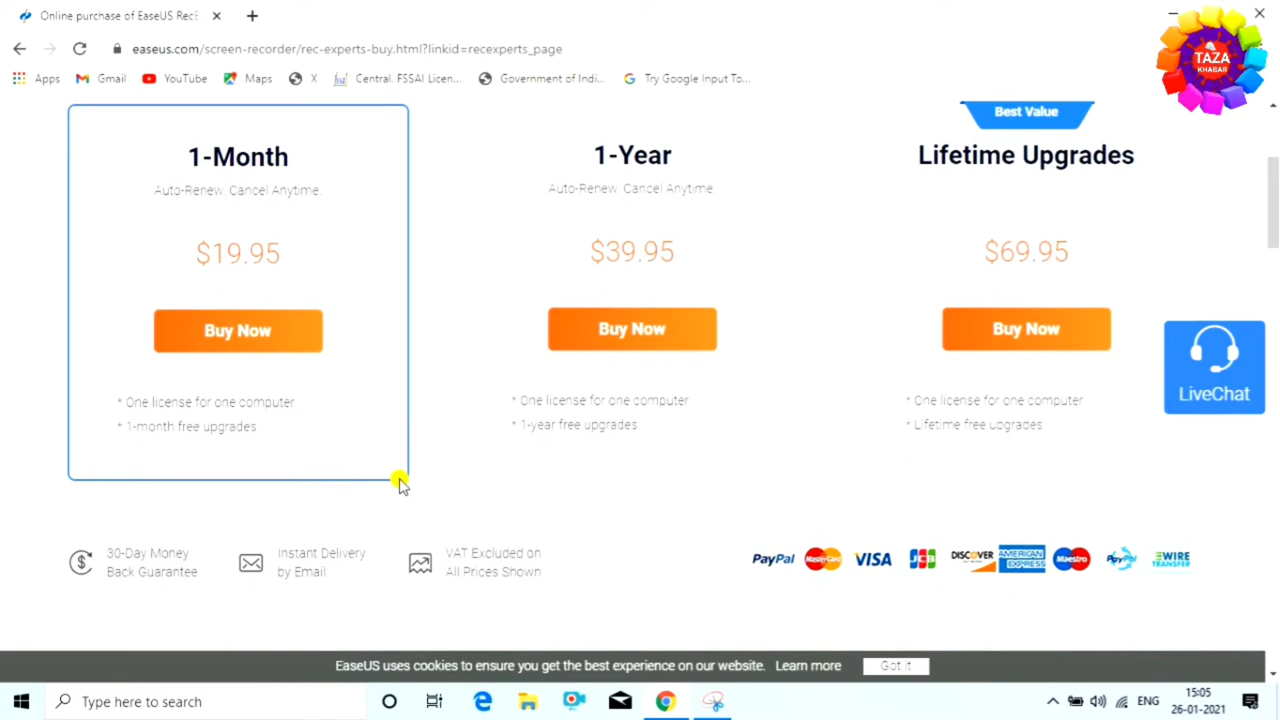 Online purchase of EaseUS RecE
easeus.com/screen-recorder/rec-experts-buy.html?linkid=recexperts_page
Apps Gmail YouTube Maps X Central. FSSAI Licen... Government of Indi... Try Google Input To...
TAZA
KHABAR
Best Value
1-Month 1-Year Lifetime Upgrades
Auto-Renew. Cancel Anytime. Auto-Renew. Cancel Anytime.
$19.95 $39.95 $69.95
Buy Now Buy Now Buy Now
LiveChat
* One license for one computer * One license for one computer * One license for one computer
* 1-month free upgrades * 1-year free upgrades * Lifetime free upgrades
30-Day Money
Back Guarantee
Instant Delivery
by Email
VAT Excluded on
All Prices Shown
PayPal MasterCard VISA JCB DISCOVER AMERICAN EXPRESS Maestro PayPal WIRE TRANSFER
EaseUS uses cookies to ensure you get the best experience on our website. Learn more Got it
Type here to search
ENG
15:05
26-01-2021